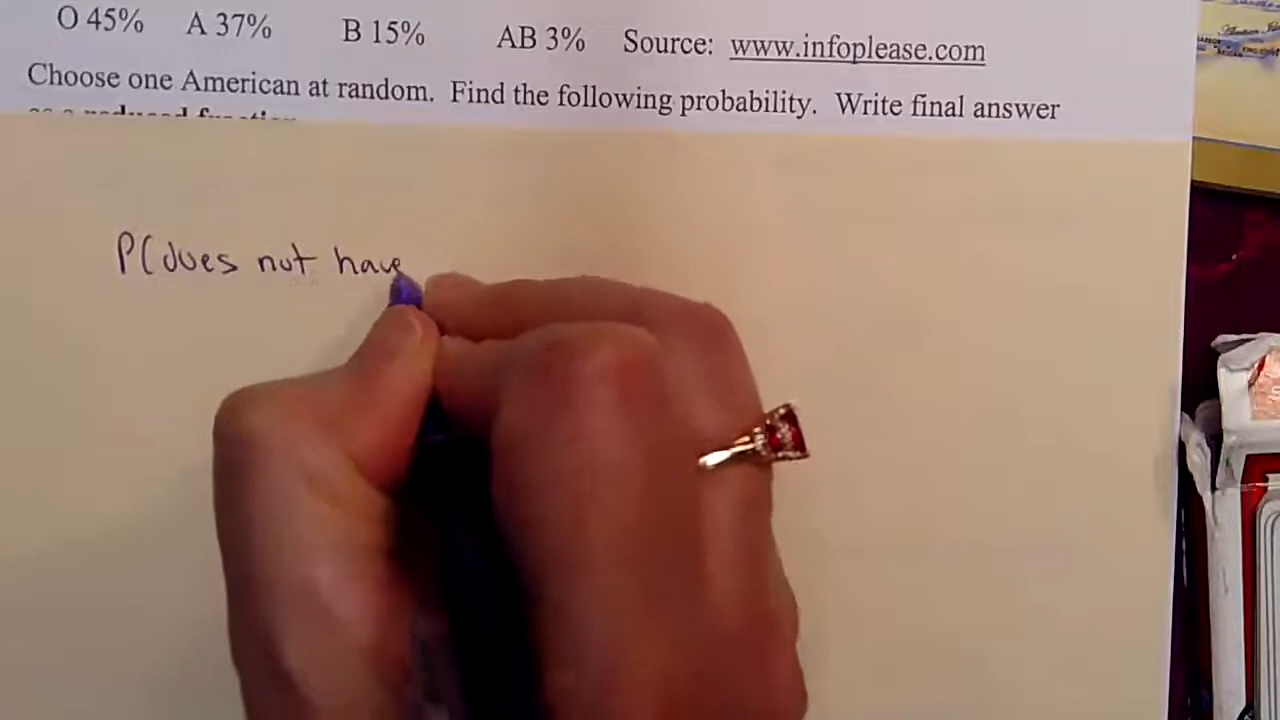 O 45% A 37% B 15% AB 3% Source: www.infoplease.com
Choose one American at random. Find the following probability. Write final answer
P(does not have